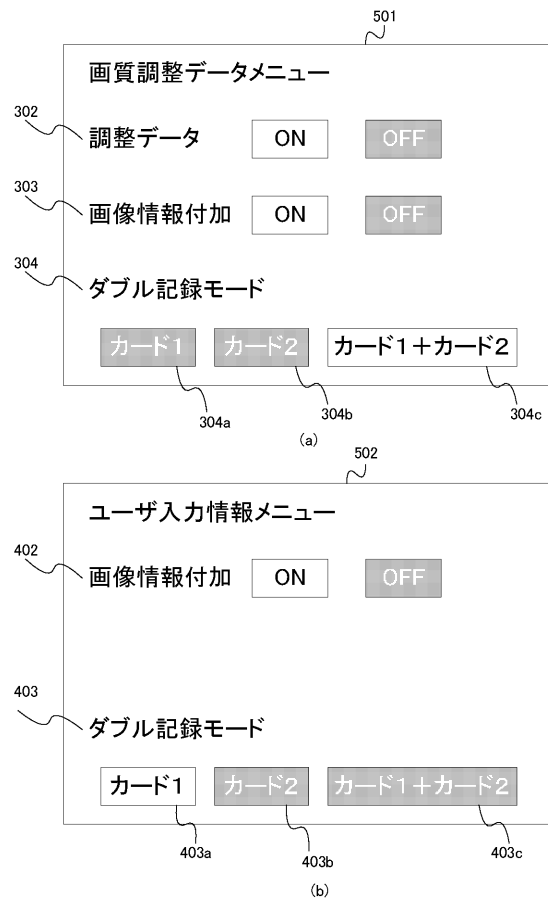 501
画質調整データメニュー
302
調整データ ON OFF
303
画像情報付加 ON OFF
304
ダブル記録モード
カード1 カード2 カード1＋カード2
304a 304b 304c
(a)
502
ユーザ入力情報メニュー
402
画像情報付加 ON OFF
403
ダブル記録モード
カード1 カード2 カード1＋カード2
403a 403b 403c
(b)